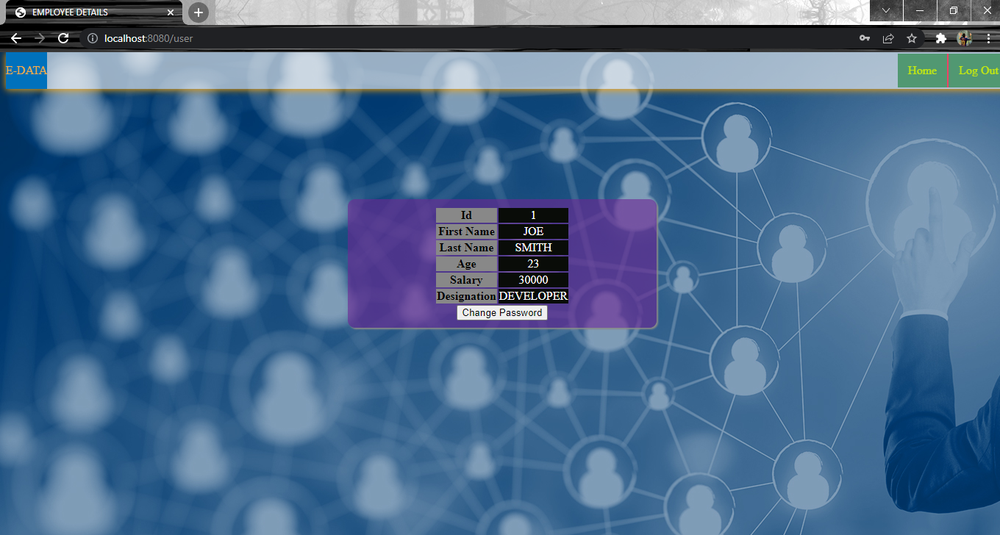 EMPLOYEE DETAILS
localhost:8080/user
E-DATA Home Log Out
Id 1
First Name JOE
Last Name SMITH
Age 23
Salary 30000
Designation DEVELOPER
Change Password